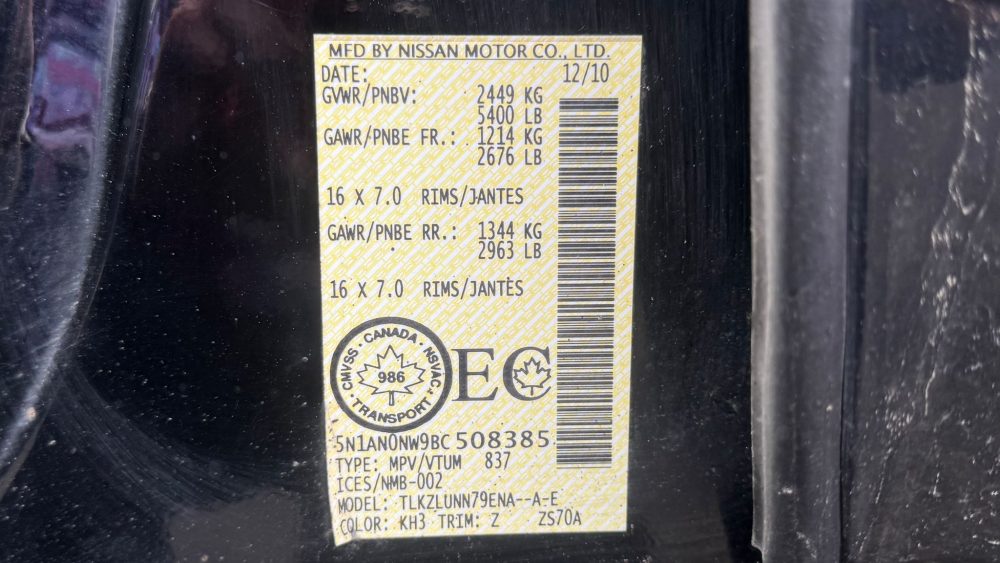 MFD BY NISSAN MOTOR CO., LTD.
DATE: 12/10
GVWR/PNBV: 2449 KG
5400 LB
GAWR/PNBE FR.: 1214 KG
2676 LB
16 X 7.0 RIMS/JANTES
GAWR/PNBE RR.: 1344 KG
2963 LB
16 X 7.0 RIMS/JANTES
CMVSS · CANADA · NSVAC · TRANSPORT ·
986
EC
5N1AN0NW9BC508385
TYPE: MPV/VTUM 837
ICES/NMB-002
MODEL: TLKZLUNN79ENA--A-E
COLOR: KH3 TRIM: Z ZS70A